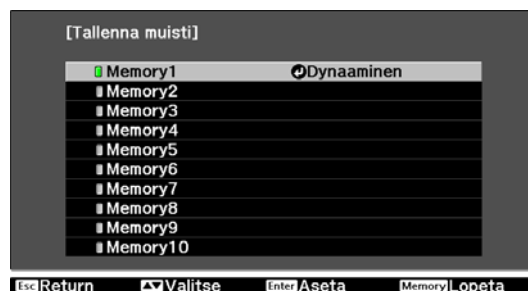 [Tallenna muisti]
Memory1 Dynaaminen
Memory2
Memory3
Memory4
Memory5
Memory6
Memory7
Memory8
Memory9
Memory10
Esc Return Valitse Enter Aseta Memory Lopeta